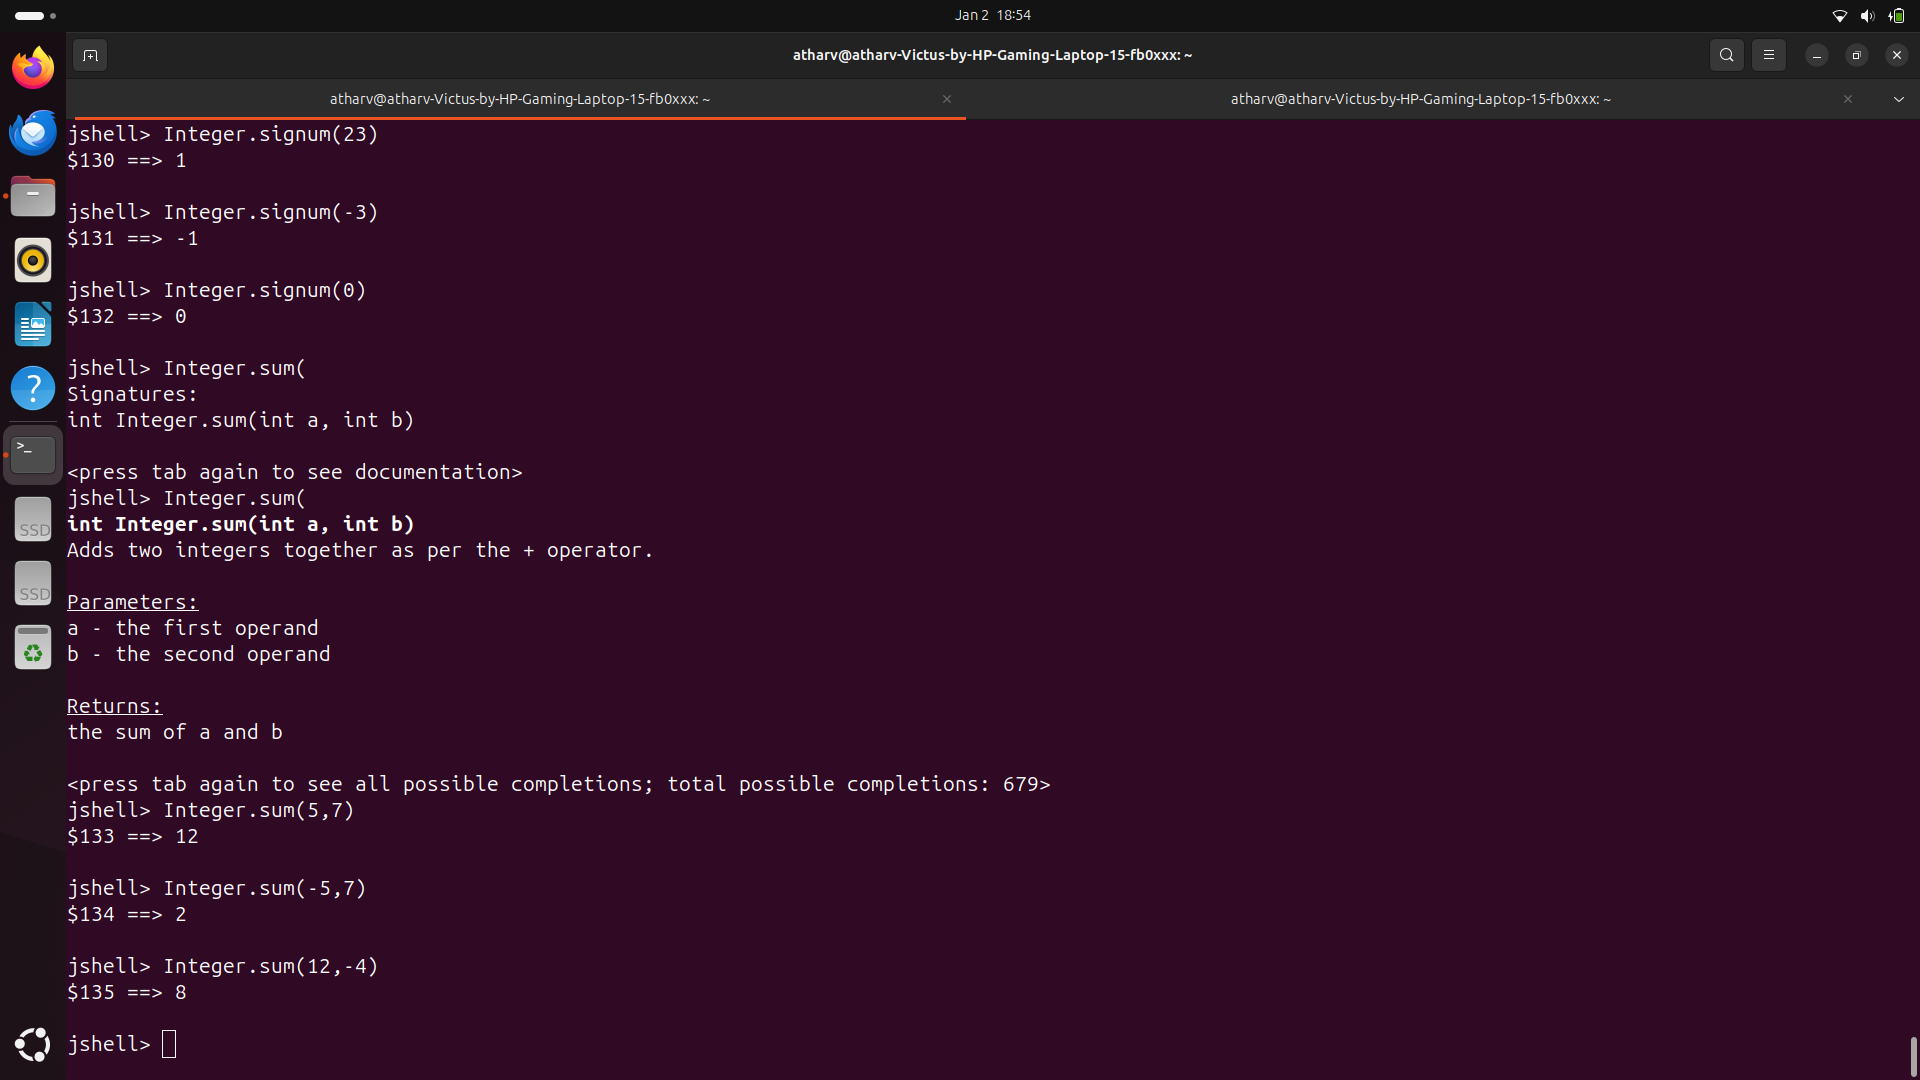 Jan 2 18:54
atharv@atharv-Victus-by-HP-Gaming-Laptop-15-fb0xxx: ~
atharv@atharv-Victus-by-HP-Gaming-Laptop-15-fb0xxx: ~
atharv@atharv-Victus-by-HP-Gaming-Laptop-15-fb0xxx: ~
jshell> Integer.signum(23)
$130 ==> 1
jshell> Integer.signum(-3)
$131 ==> -1
jshell> Integer.signum(0)
$132 ==> 0
jshell> Integer.sum(
Signatures:
int Integer.sum(int a, int b)
<press tab again to see documentation>
jshell> Integer.sum(
int Integer.sum(int a, int b)
Adds two integers together as per the + operator.
Parameters:
a - the first operand
b - the second operand
Returns:
the sum of a and b
<press tab again to see all possible completions; total possible completions: 679>
jshell> Integer.sum(5,7)
$133 ==> 12
jshell> Integer.sum(-5,7)
$134 ==> 2
jshell> Integer.sum(12,-4)
$135 ==> 8
jshell>
SSD
SSD